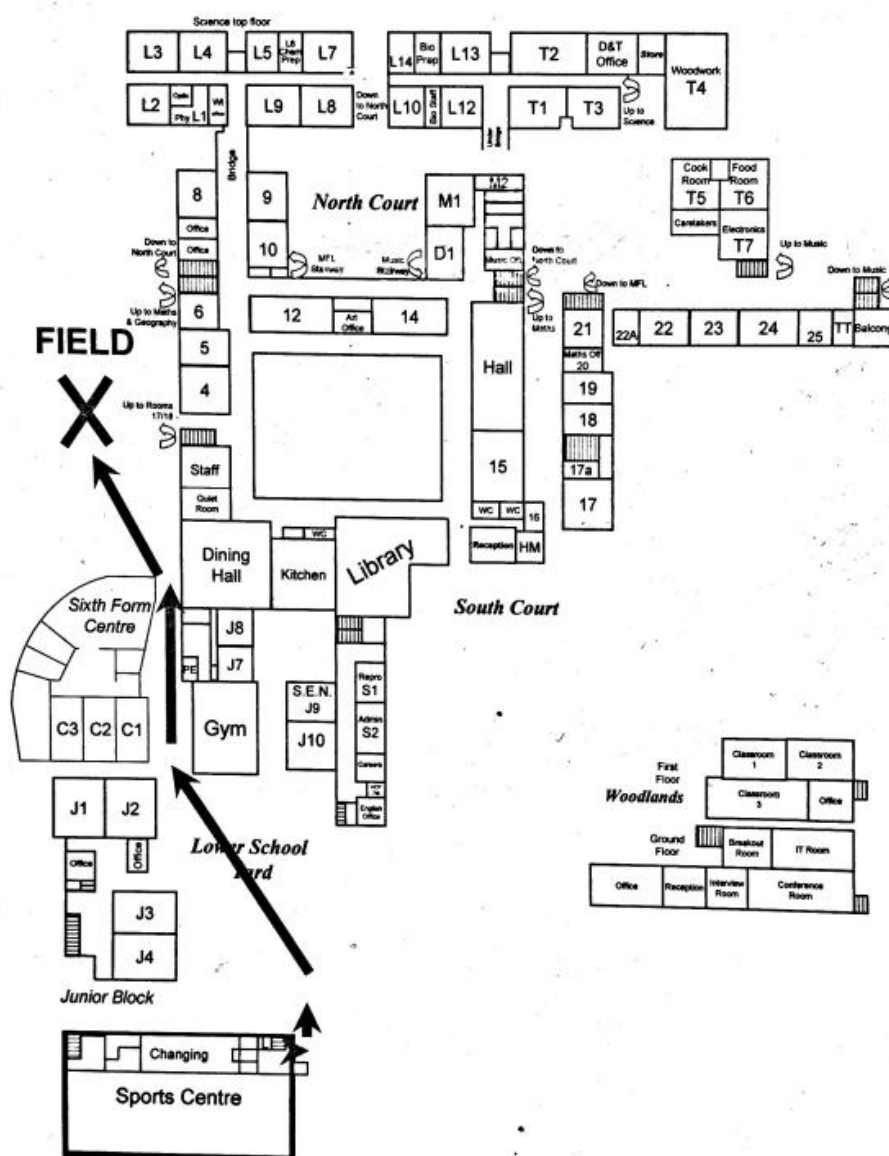 Science top floor
L3 L4 L5 L6 Chem Prep L7
L14 Bio Prep L13 T2 D&T Office Store Woodwork T4
L2 Phy L1 L9 L8
Down to North Court
L10 Bio Staff L12 T1 T3
Up to Science
Bridge
Under Bridge
8 9 North Court M1 M2
Cook Room T5 Food Room T6
Office
Office
10 D1
Caretakers Electronics T7
Down to North Court
MFL Stairway
Music Stairway
Music Off
Down to North Court
Up to Music
Down to MFL
Down to Music
Up to Maths & Geography
6 12 Art Office 14
Up to Maths
21 22A 22 23 24 25 TT Balcony
FIELD
5
Hall
Maths Off 20
4
19
18
Up to Rooms 17/18
Staff
15
17a
Quiet Room
17
WC WC 16
Dining Hall
WC
Kitchen
Library
Reception HM
Sixth Form Centre
South Court
J8
PE J7
S.E.N. J9
Repro S1
C3 C2 C1
Gym
J10
Admin S2
Careers
English Office
First Floor
Woodlands
Classroom 1
Classroom 2
Classroom 3
Office
J1 J2
Office
Office
Lower School Yard
Ground Floor
Breakout Room
IT Room
Office
Reception
Interview Room
Conference Room
J3
J4
Junior Block
Changing
Sports Centre